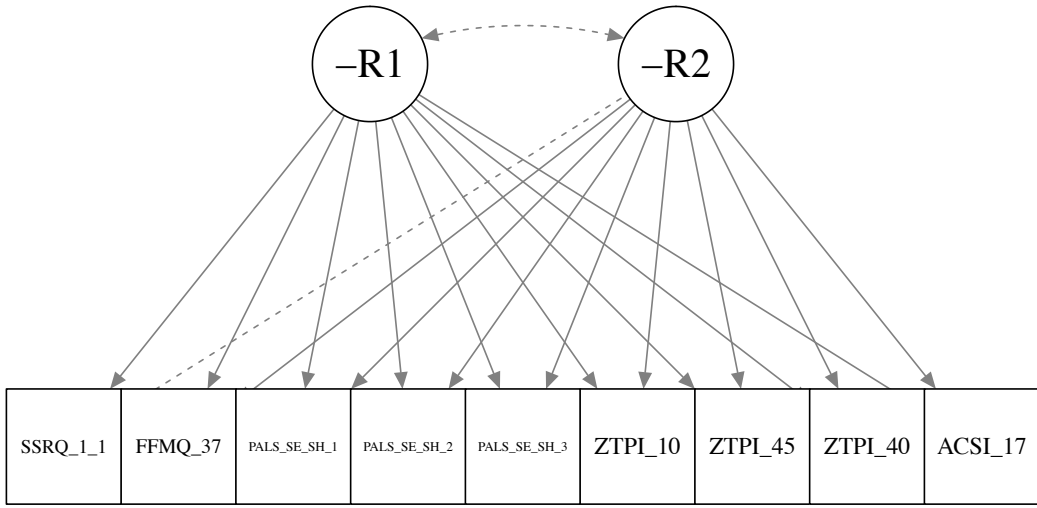 –R1
–R2
SSRQ_1_1
FFMQ_37
PALS_SE_SH_1
PALS_SE_SH_2
PALS_SE_SH_3
ZTPI_10
ZTPI_45
ZTPI_40
ACSI_17